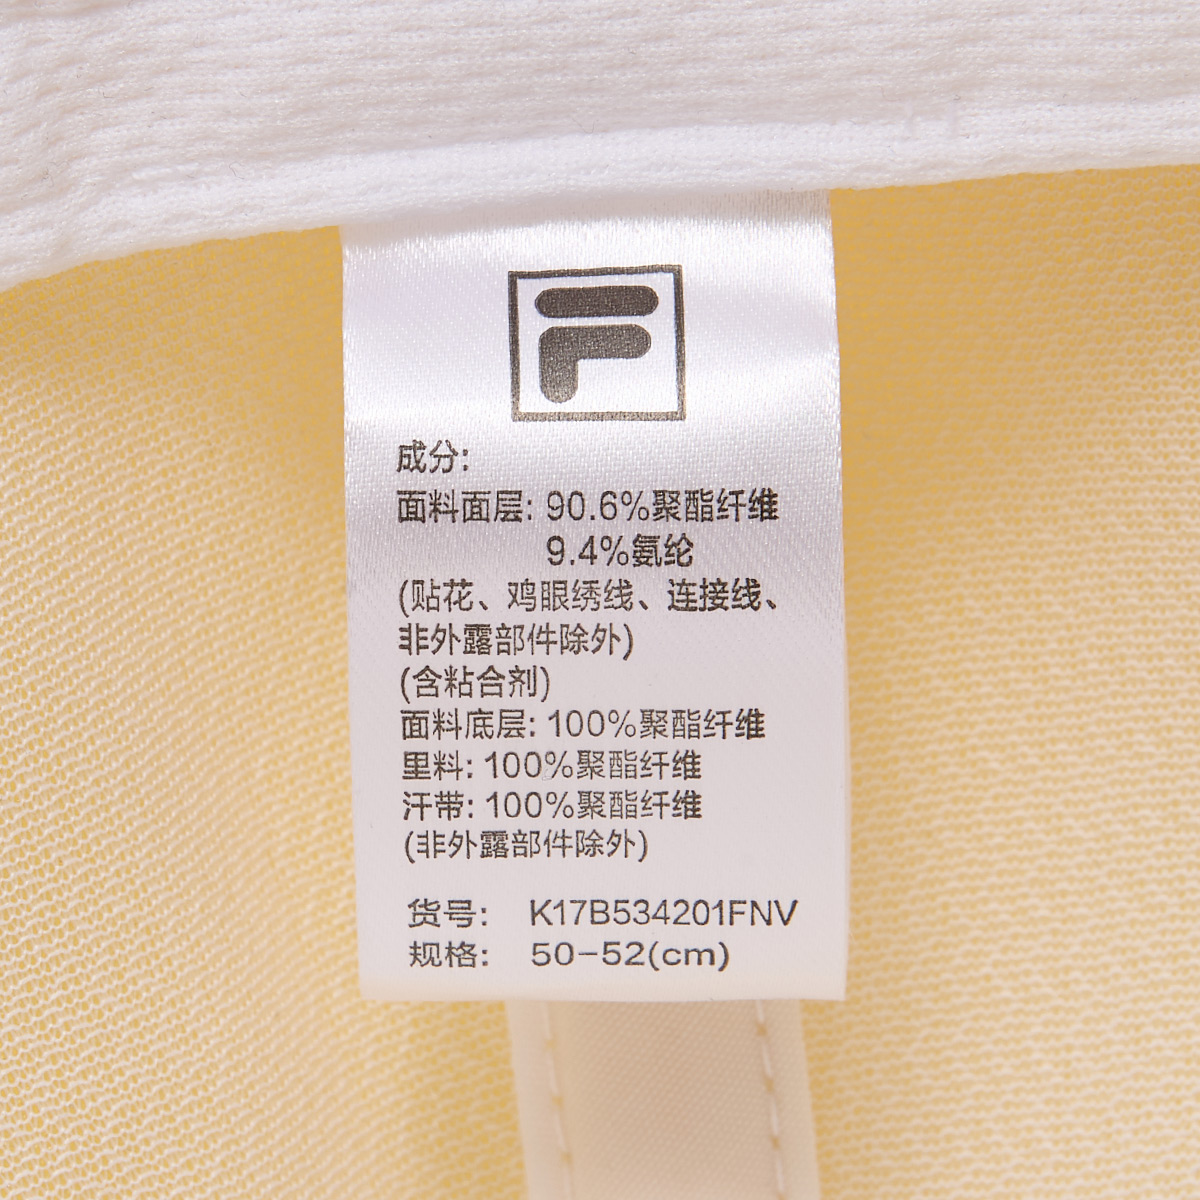 F
成分:
面料面层: 90.6%聚酯纤维
9.4%氨纶
(贴花、鸡眼绣线、连接线、
非外露部件除外)
(含粘合剂)
面料底层: 100%聚酯纤维
里料: 100%聚酯纤维
汗带: 100%聚酯纤维
(非外露部件除外)
货号: K17B534201FNV
规格: 50-52(cm)